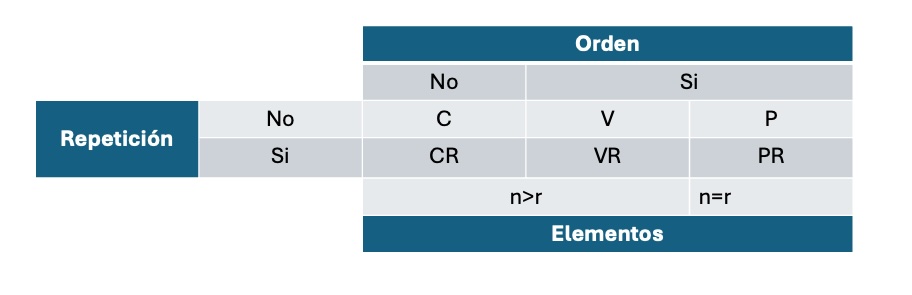 Orden
No Si
Repetición No C V P
Si CR VR PR
n>r n=r
Elementos